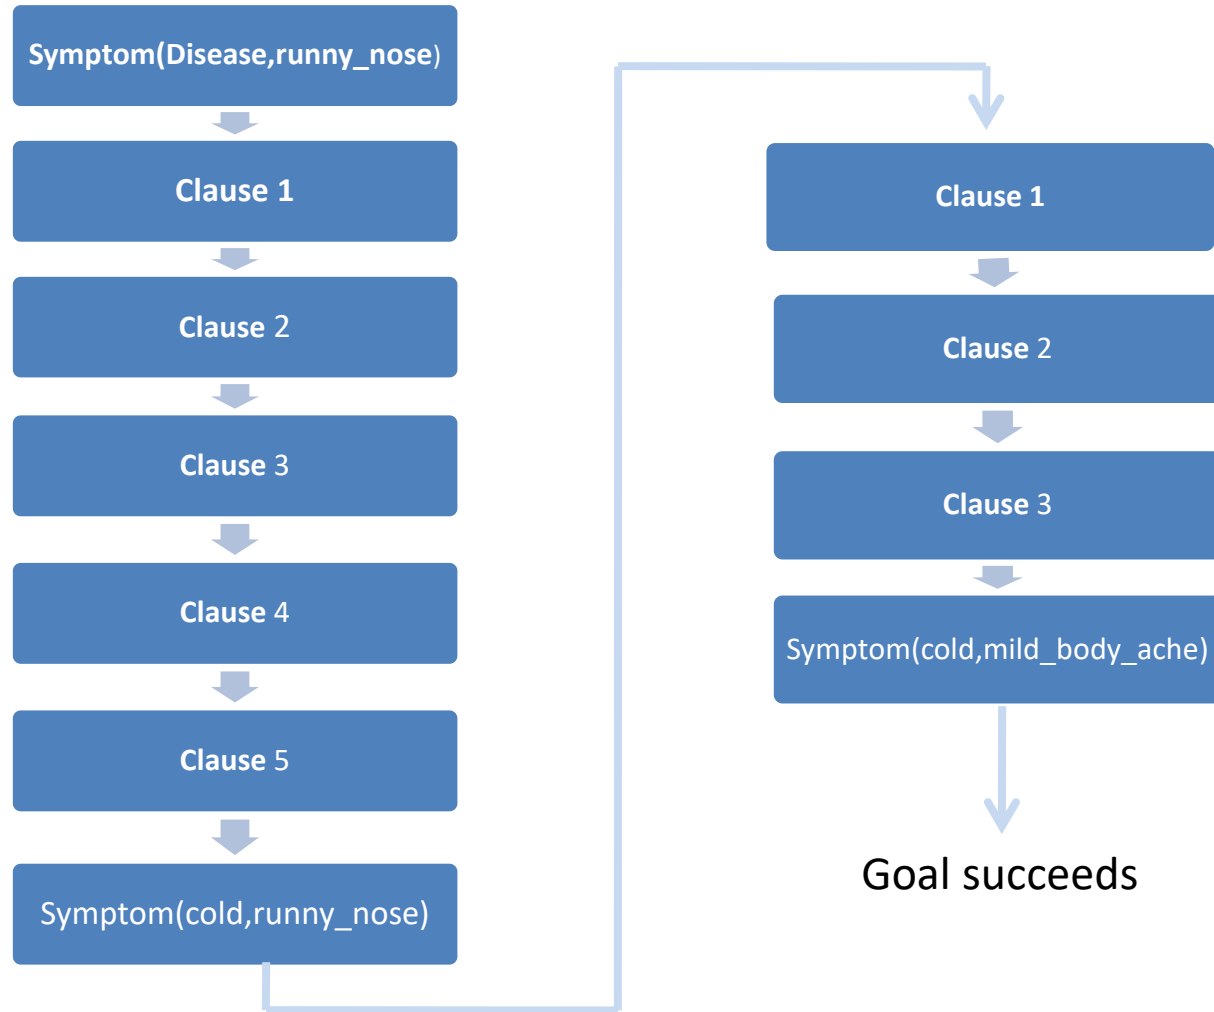 Symptom(Disease,runny_nose)
Clause 1
Clause 2
Clause 3
Clause 4
Clause 5
Symptom(cold,runny_nose)
Clause 1
Clause 2
Clause 3
Symptom(cold,mild_body_ache)
Goal succeeds